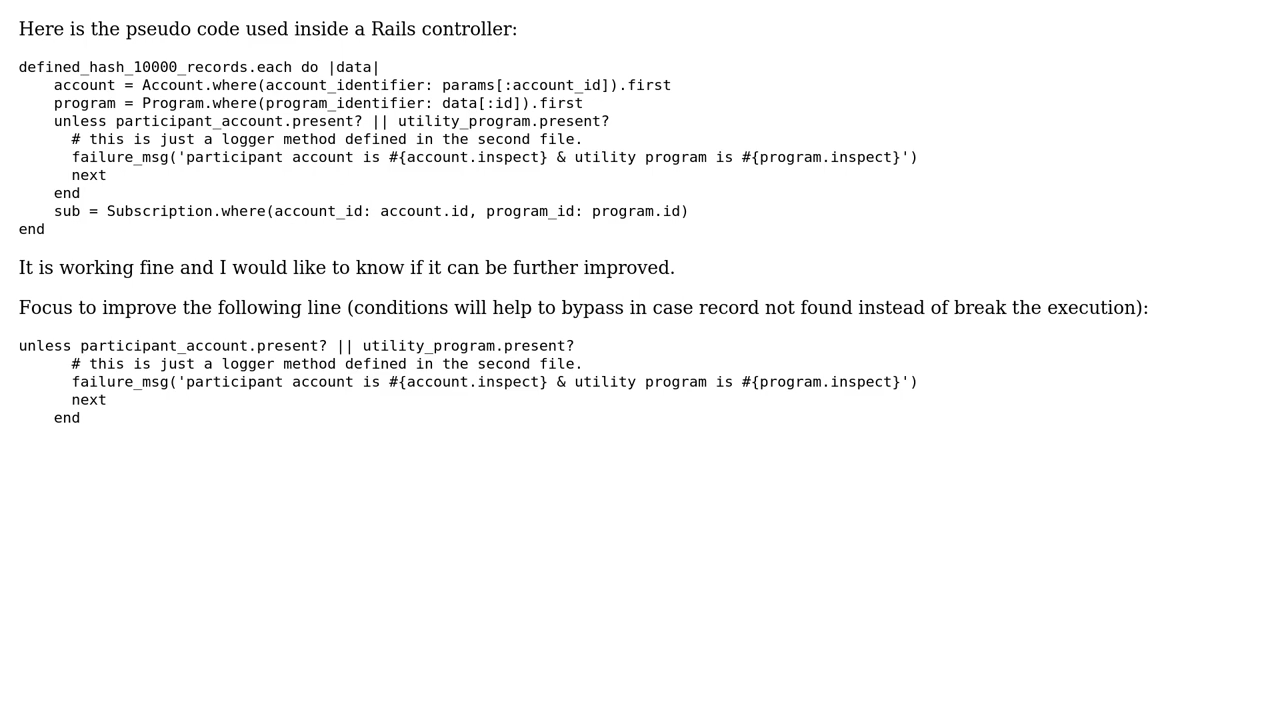 Here is the pseudo code used inside a Rails controller:
defined_hash_10000_records.each do |data|
    account = Account.where(account_identifier: params[:account_id]).first
    program = Program.where(program_identifier: data[:id]).first
    unless participant_account.present? || utility_program.present?
      # this is just a logger method defined in the second file.
      failure_msg('participant account is #{account.inspect} & utility program is #{program.inspect}')
      next
    end
    sub = Subscription.where(account_id: account.id, program_id: program.id)
end
It is working fine and I would like to know if it can be further improved.
Focus to improve the following line (conditions will help to bypass in case record not found instead of break the execution):
unless participant_account.present? || utility_program.present?
      # this is just a logger method defined in the second file.
      failure_msg('participant account is #{account.inspect} & utility program is #{program.inspect}')
      next
    end